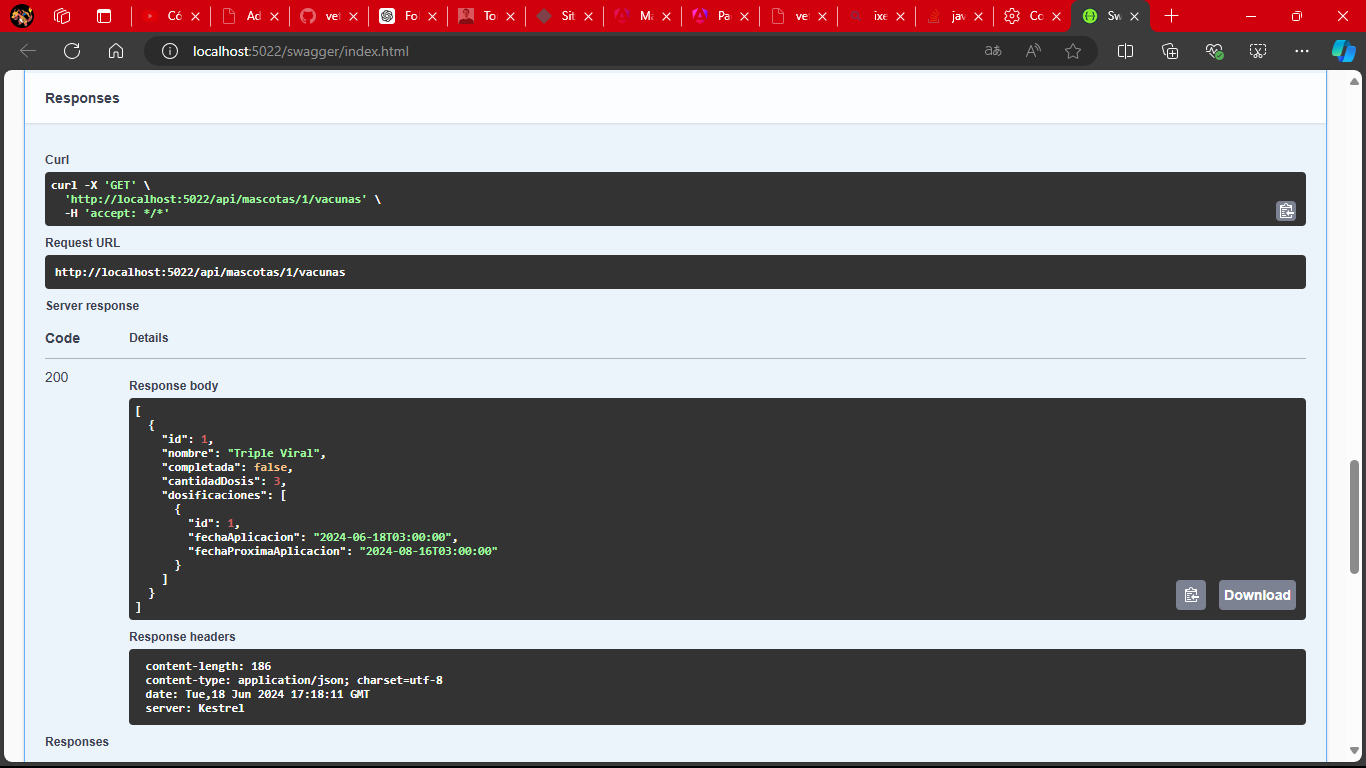 Có
Ad
vet
Fo
To
Sit
Ma
Pa
vet
ixe
jav
Co
Sw
localhost:5022/swagger/index.html
Responses
Curl
curl -X 'GET' \
'http://localhost:5022/api/mascotas/1/vacunas' \
-H 'accept: */*'
Request URL
http://localhost:5022/api/mascotas/1/vacunas
Server response
Code Details
200
Response body
[
{
"id": 1,
"nombre": "Triple Viral",
"completada": false,
"cantidadDosis": 3,
"dosificaciones": [
{
"id": 1,
"fechaAplicacion": "2024-06-18T03:00:00",
"fechaProximaAplicacion": "2024-08-16T03:00:00"
}
]
}
]
Download
Response headers
content-length: 186
content-type: application/json; charset=utf-8
date: Tue,18 Jun 2024 17:18:11 GMT
server: Kestrel
Responses